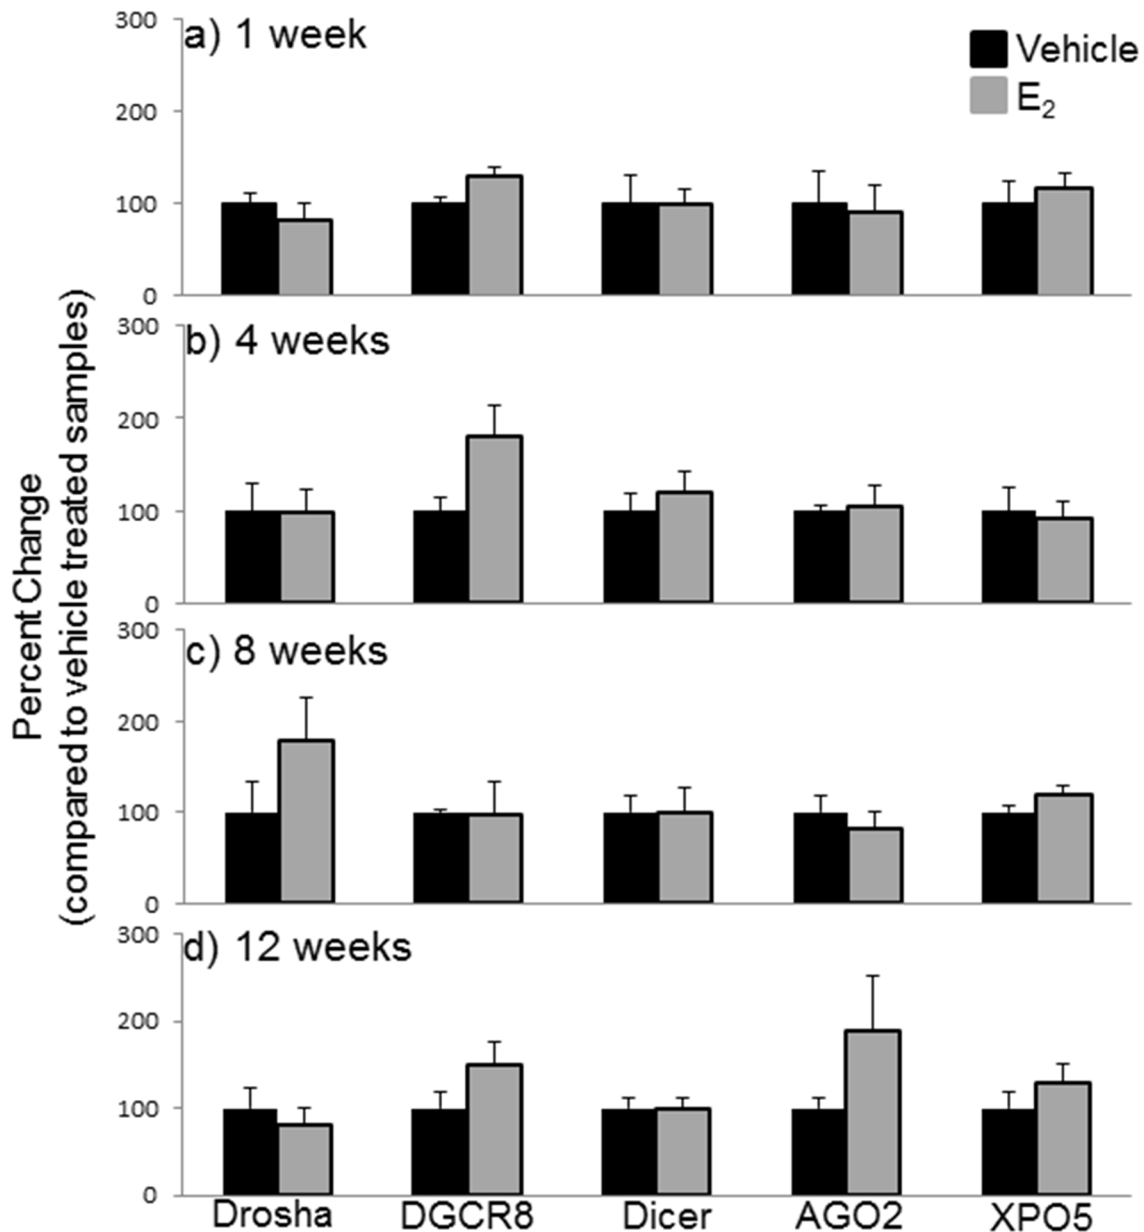 300
a) 1 week
Vehicle
E2
200
100
0
300
b) 4 weeks
200
100
0
Percent Change
(compared to vehicle treated samples)
300
c) 8 weeks
200
100
0
300
d) 12 weeks
200
100
0
Drosha DGCR8 Dicer AGO2 XPO5